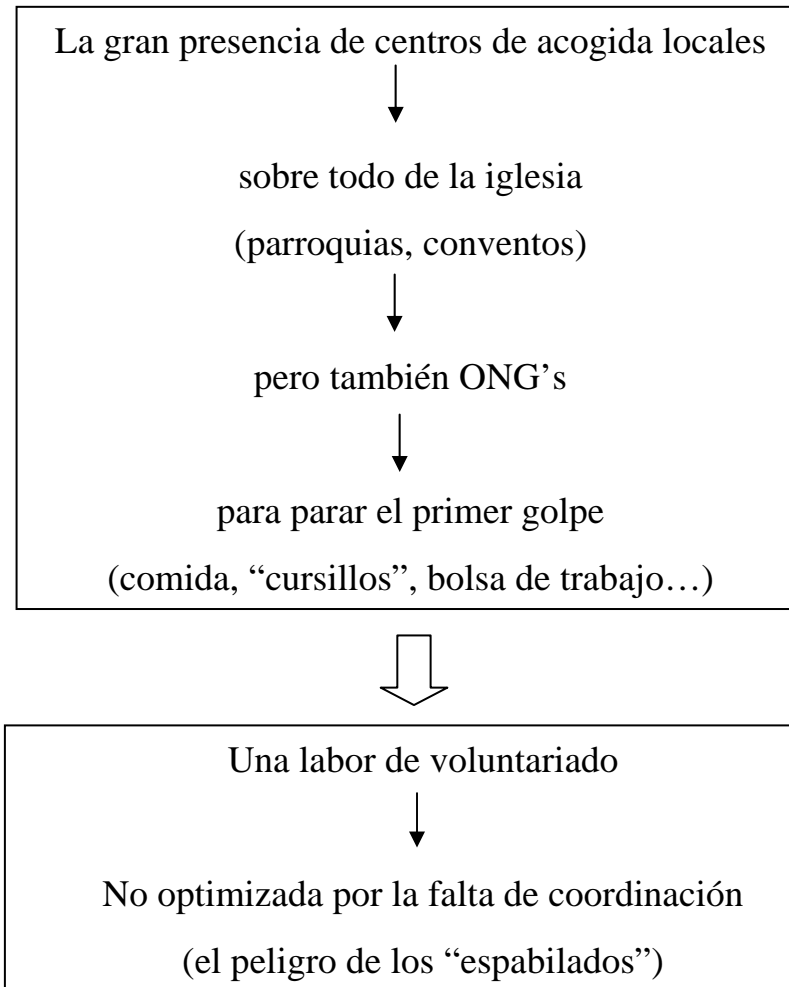 La gran presencia de centros de acogida locales
sobre todo de la iglesia
(parroquias, conventos)
pero también ONG’s
para parar el primer golpe
(comida, “cursillos”, bolsa de trabajo…)
Una labor de voluntariado
No optimizada por la falta de coordinación
(el peligro de los “espabilados”)